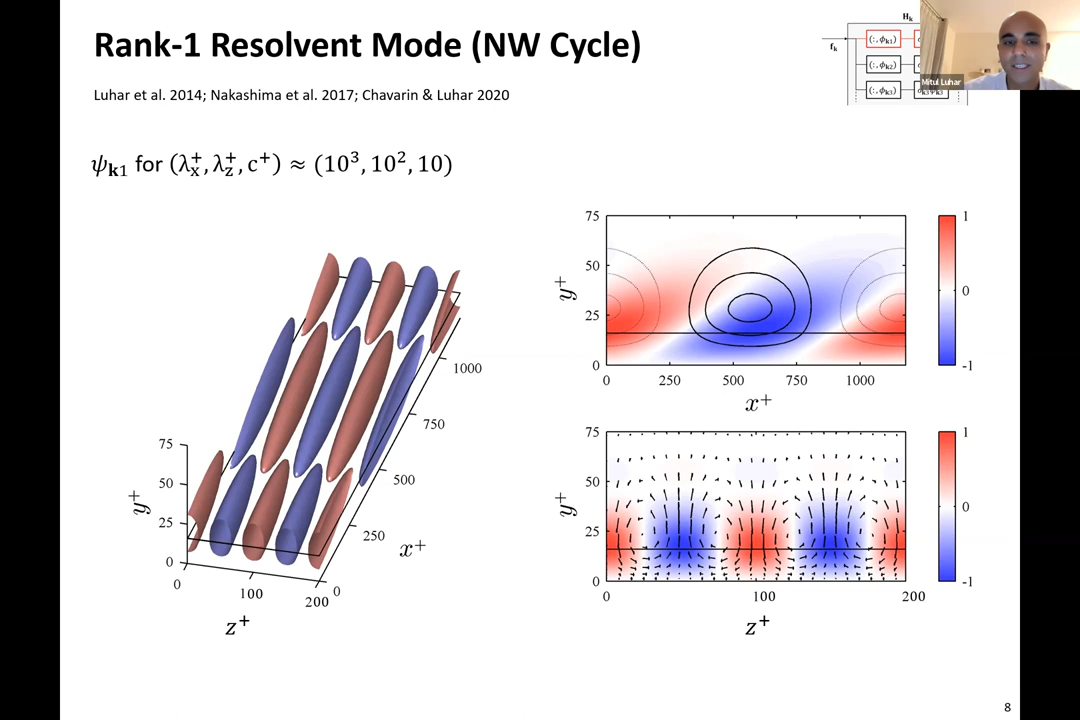 Rank-1 Resolvent Mode (NW Cycle)
Luhar et al. 2014; Nakashima et al. 2017; Chavarin & Luhar 2020
H𝐤
f𝐤
(:, ϕ𝐤1)
(:, ϕ𝐤2)
(:, ϕ𝐤3)
Mitul Luhar
ψ𝐤1 for (λx+, λz+, c+) ≈ (10³, 10², 10)
75
50
25
0
y+
0
100
200
z+
0
250
500
750
1000
x+
75
50
25
0
y+
0
250
500
750
1000
x+
1
0
-1
75
50
25
0
y+
0
100
200
z+
1
0
-1
8